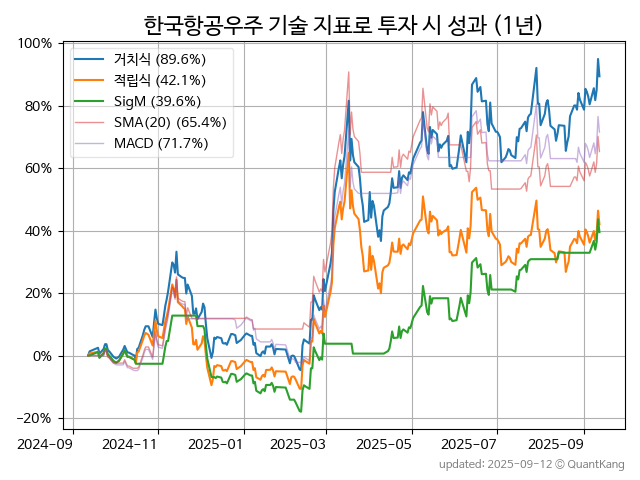 한국항공우주 기술 지표로 투자 시 성과 (1년)
100%
80%
60%
40%
20%
0%
−20%
거치식 (89.6%)
적립식 (42.1%)
SigM (39.6%)
SMA(20) (65.4%)
MACD (71.7%)
2024-09 2024-11 2025-01 2025-03 2025-05 2025-07 2025-09
updated: 2025-09-12 © QuantKang